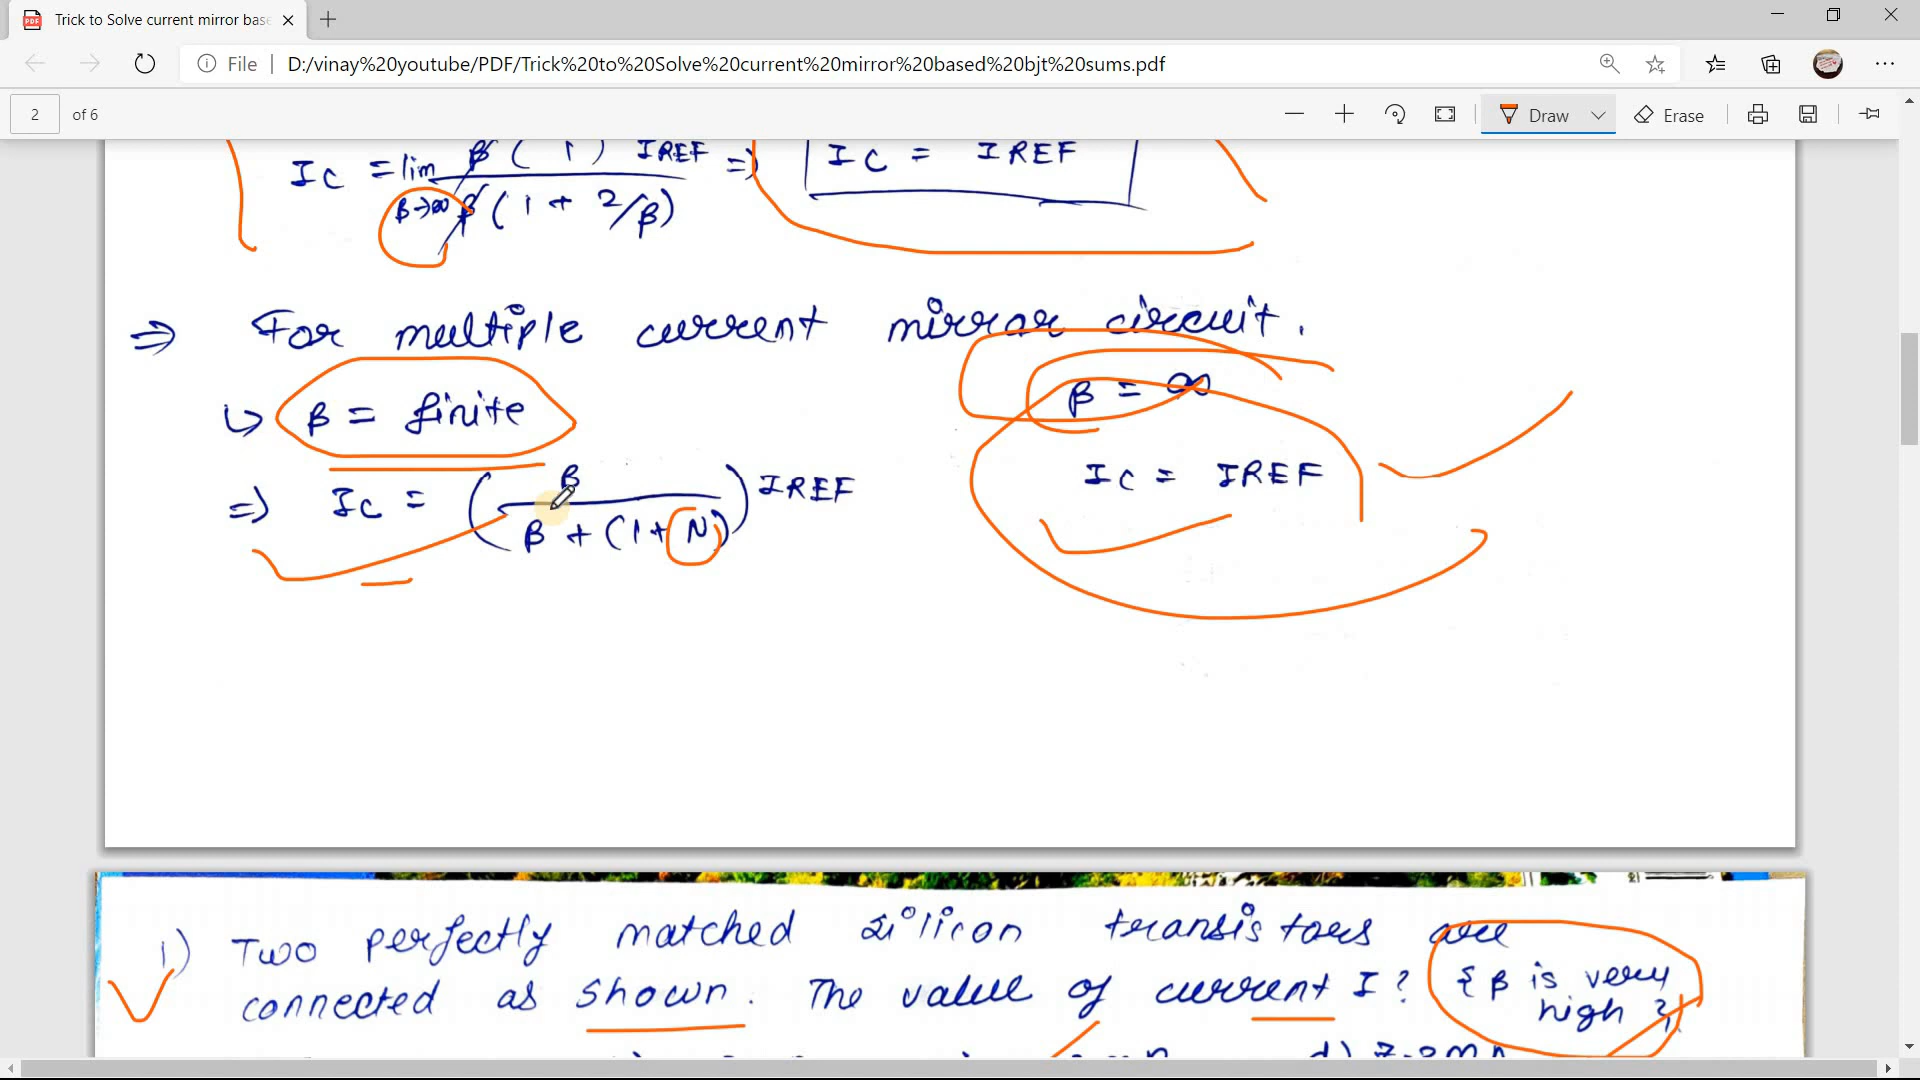 Trick to Solve current mirror base
File
D:/vinay%20youtube/PDF/Trick%20to%20Solve%20current%20mirror%20based%20bjt%20sums.pdf
2 of 6
Draw
Erase
IC = lim β→∞ β ( 1 ) IREF / β ( 1 + 2/β ) => IC = IREF
⇒ For multiple current mirror circuit.
↳ β = finite
β = ∞
=> IC = ( β / β + (1+N) ) IREF
IC = IREF
1) Two perfectly matched silicon transistors are
connected as shown. The value of current I? { β is very
high }